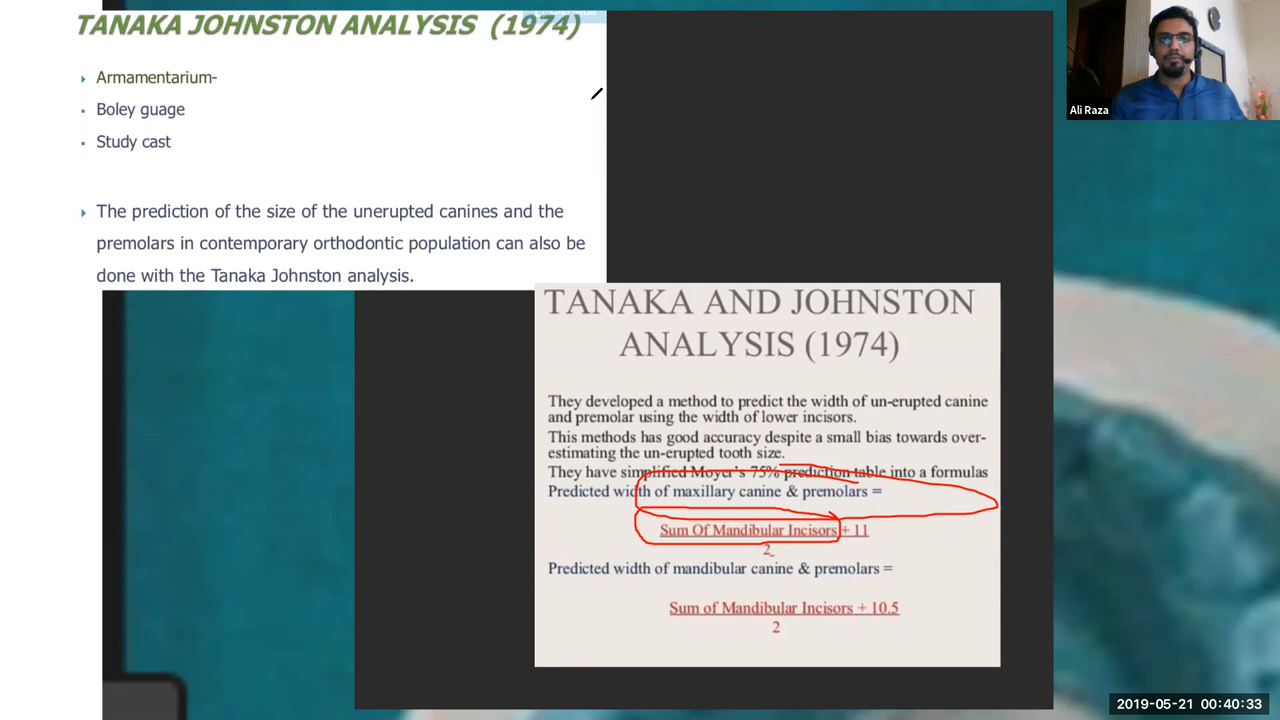 TANAKA JOHNSTON ANALYSIS (1974)
Armamentarium-
Boley guage
Study cast
The prediction of the size of the unerupted canines and the
premolars in contemporary orthodontic population can also be
done with the Tanaka Johnston analysis.
Ali Raza
TANAKA AND JOHNSTON
ANALYSIS (1974)
They developed a method to predict the width of un-erupted canine
and premolar using the width of lower incisors.
This methods has good accuracy despite a small bias towards over-
estimating the un-erupted tooth size.
They have simplified Moyer's 75% prediction table into a formulas
Predicted width of maxillary canine & premolars =
Sum Of Mandibular Incisors + 11
2
Predicted width of mandibular canine & premolars =
Sum of Mandibular Incisors + 10.5
2
2019-05-21 00:40:33